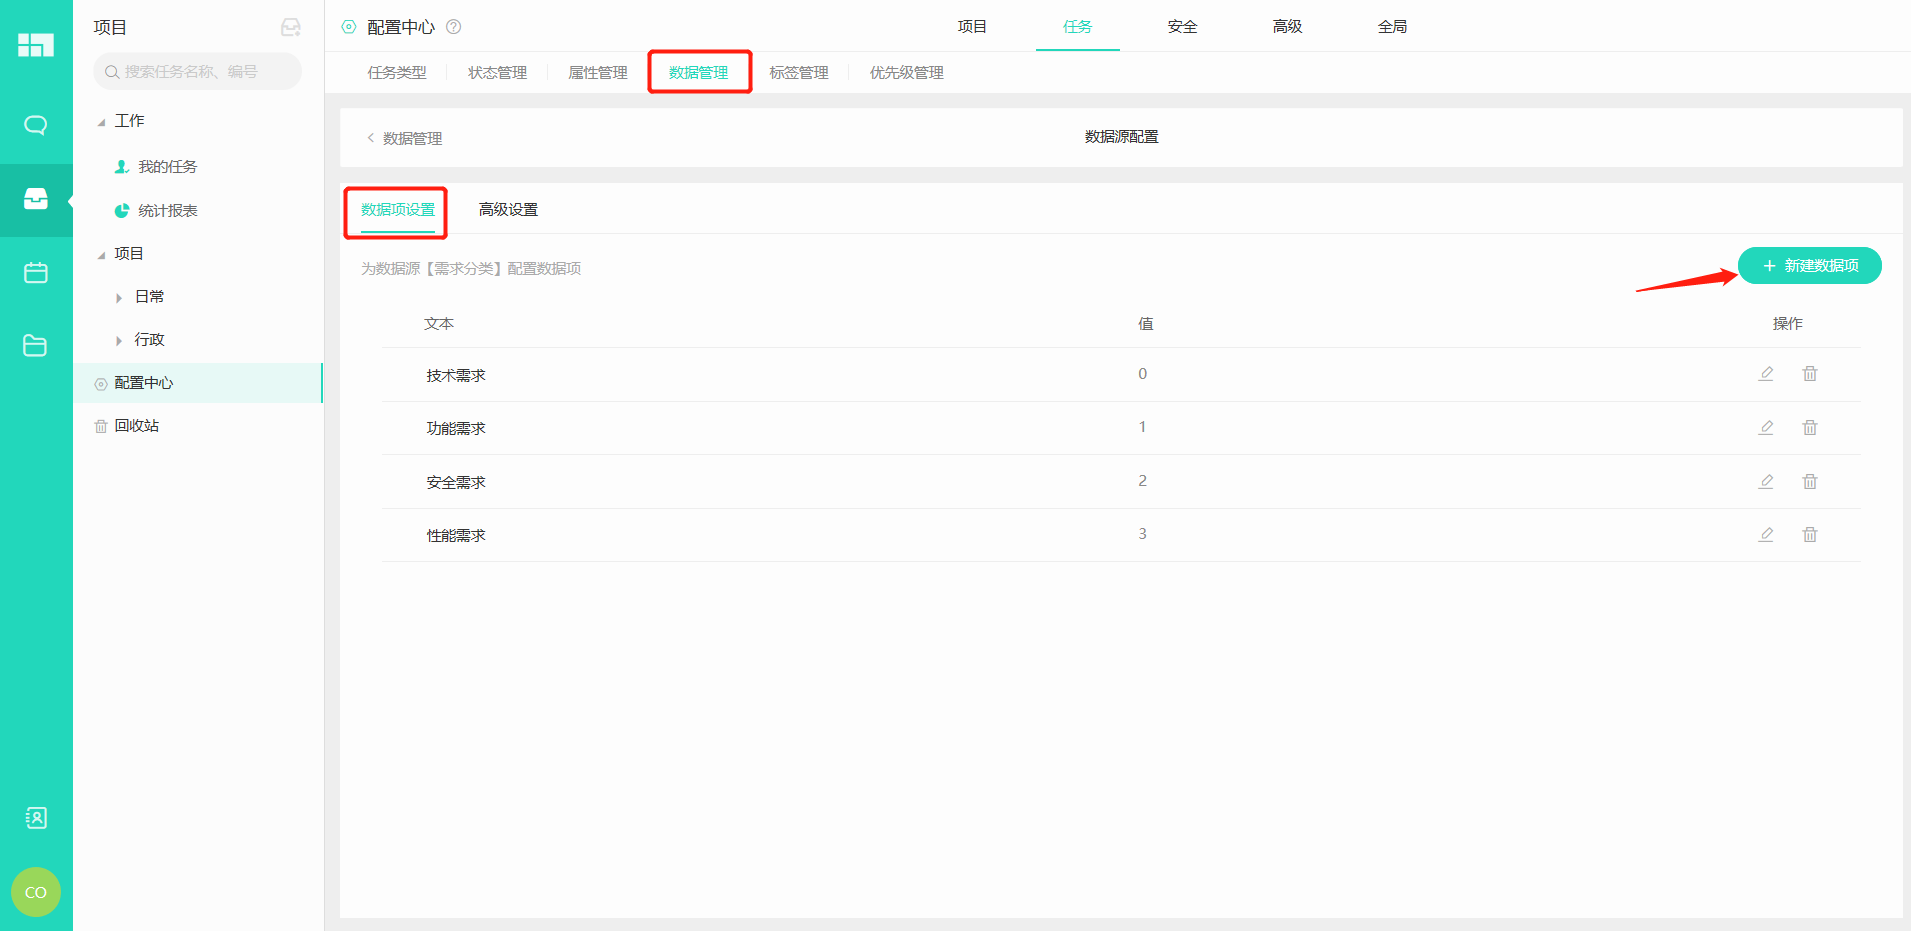 项目
搜索任务名称、编号
工作
我的任务
统计报表
项目
日常
行政
配置中心
回收站
CO
配置中心 ?
项目 任务 安全 高级 全局
任务类型 状态管理 属性管理 数据管理 标签管理 优先级管理
< 数据管理 数据源配置
数据项设置 高级设置
为数据源【需求分类】配置数据项 + 新建数据项
文本 值 操作
技术需求 0
功能需求 1
安全需求 2
性能需求 3